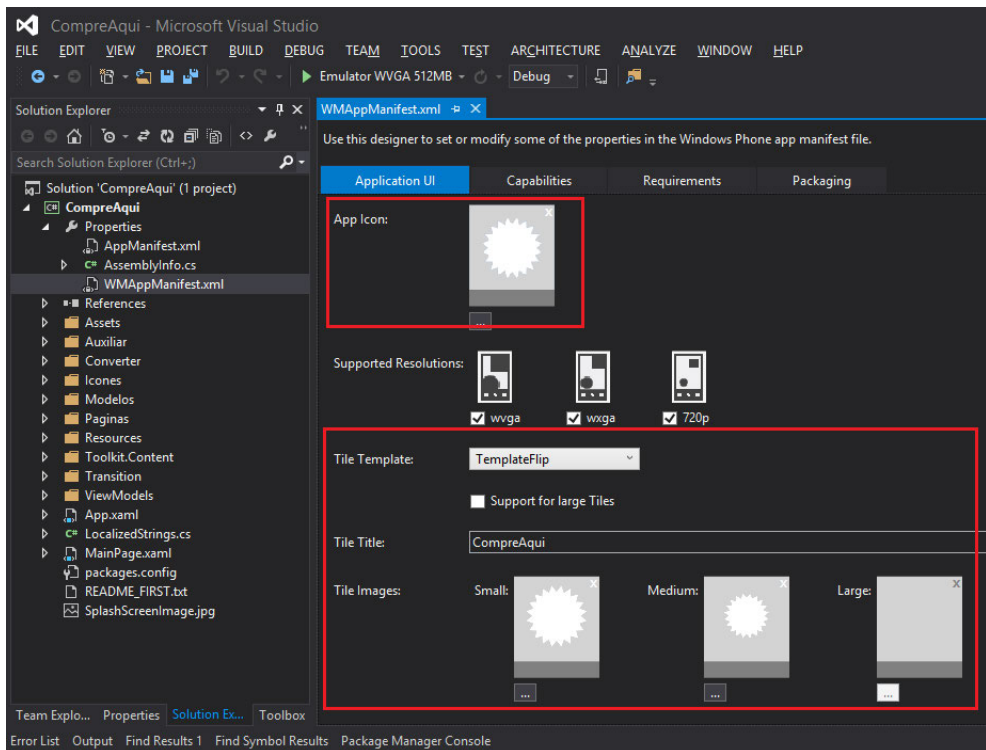 CompreAqui - Microsoft Visual Studio
FILE EDIT VIEW PROJECT BUILD DEBUG TEAM TOOLS TEST ARCHITECTURE ANALYZE WINDOW HELP
Emulator WVGA 512MB Debug
Solution Explorer
Search Solution Explorer (Ctrl+;)
Solution 'CompreAqui' (1 project)
C# CompreAqui
Properties
AppManifest.xml
C# AssemblyInfo.cs
WMAppManifest.xml
References
Assets
Auxiliar
Converter
Icones
Modelos
Paginas
Resources
Toolkit.Content
Transition
ViewModels
App.xaml
C# LocalizedStrings.cs
MainPage.xaml
packages.config
README_FIRST.txt
SplashScreenImage.jpg
Team Explo... Properties Solution Ex... Toolbox
WMAppManifest.xml
Use this designer to set or modify some of the properties in the Windows Phone app manifest file.
Application UI Capabilities Requirements Packaging
App Icon:
x
...
Supported Resolutions:
wvga wxga 720p
Tile Template: TemplateFlip
Support for large Tiles
Tile Title: CompreAqui
Tile Images: Small: x Medium: x Large: x
... ... ...
Error List Output Find Results 1 Find Symbol Results Package Manager Console